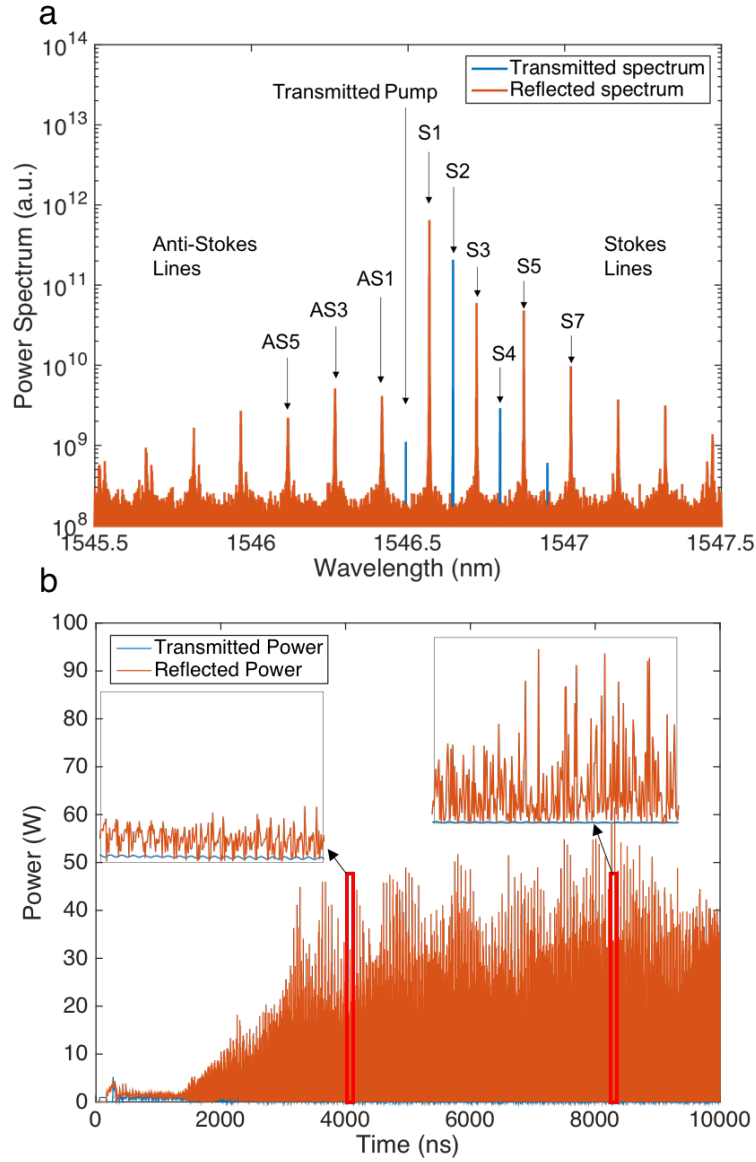 a
10^14
10^13
10^12
10^11
10^10
10^9
10^8
Power Spectrum (a.u.)
Transmitted spectrum
Reflected spectrum
Transmitted Pump
S1
S2
S3
S4
S5
S7
AS1
AS3
AS5
Anti-Stokes
Lines
Stokes
Lines
1545.5
1546
1546.5
1547
1547.5
Wavelength (nm)
b
100
90
80
70
60
50
40
30
20
10
0
Power (W)
Transmitted Power
Reflected Power
0
2000
4000
6000
8000
10000
Time (ns)